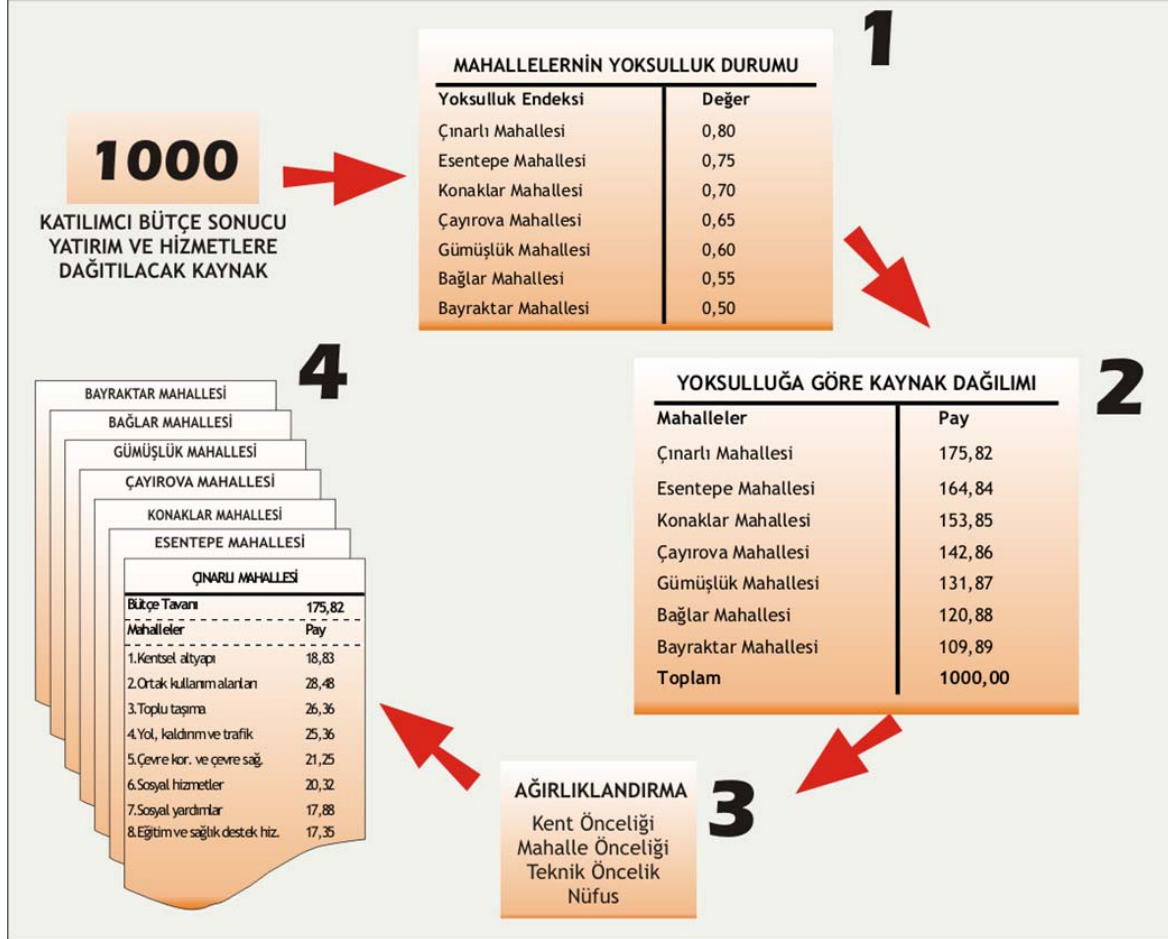 1000
KATILIMCI BÜTÇE SONUCU
YATIRIM VE HİZMETLERE
DAĞITILACAK KAYNAK
1
MAHALLELERNİN YOKSULLUK DURUMU
Yoksulluk Endeksi Değer
Çınarlı Mahallesi 0,80
Esentepe Mahallesi 0,75
Konaklar Mahallesi 0,70
Çayırova Mahallesi 0,65
Gümüşlük Mahallesi 0,60
Bağlar Mahallesi 0,55
Bayraktar Mahallesi 0,50
2
YOKSULLUĞA GÖRE KAYNAK DAĞILIMI
Mahalleler Pay
Çınarlı Mahallesi 175,82
Esentepe Mahallesi 164,84
Konaklar Mahallesi 153,85
Çayırova Mahallesi 142,86
Gümüşlük Mahallesi 131,87
Bağlar Mahallesi 120,88
Bayraktar Mahallesi 109,89
Toplam 1000,00
3
AĞIRLIKLANDIRMA
Kent Önceliği
Mahalle Önceliği
Teknik Öncelik
Nüfus
4
BAYRAKTAR MAHALLESİ
BAĞLAR MAHALLESİ
GÜMÜŞLÜK MAHALLESİ
ÇAYIROVA MAHALLESİ
KONAKLAR MAHALLESİ
ESENTEPE MAHALLESİ
ÇINARLI MAHALLESİ
Bütçe Tavanı 175,82
Mahalleler Pay
1.Kentsel altyapı 18,83
2.Ortak kullanım alanları 28,48
3.Toplu taşıma 26,36
4.Yol, kaldırım ve trafik 25,36
5.Çevre kor. ve çevre sağ. 21,25
6.Sosyal hizmetler 20,32
7.Sosyal yardımlar 17,88
8.Eğitim ve sağlık destek hiz. 17,35